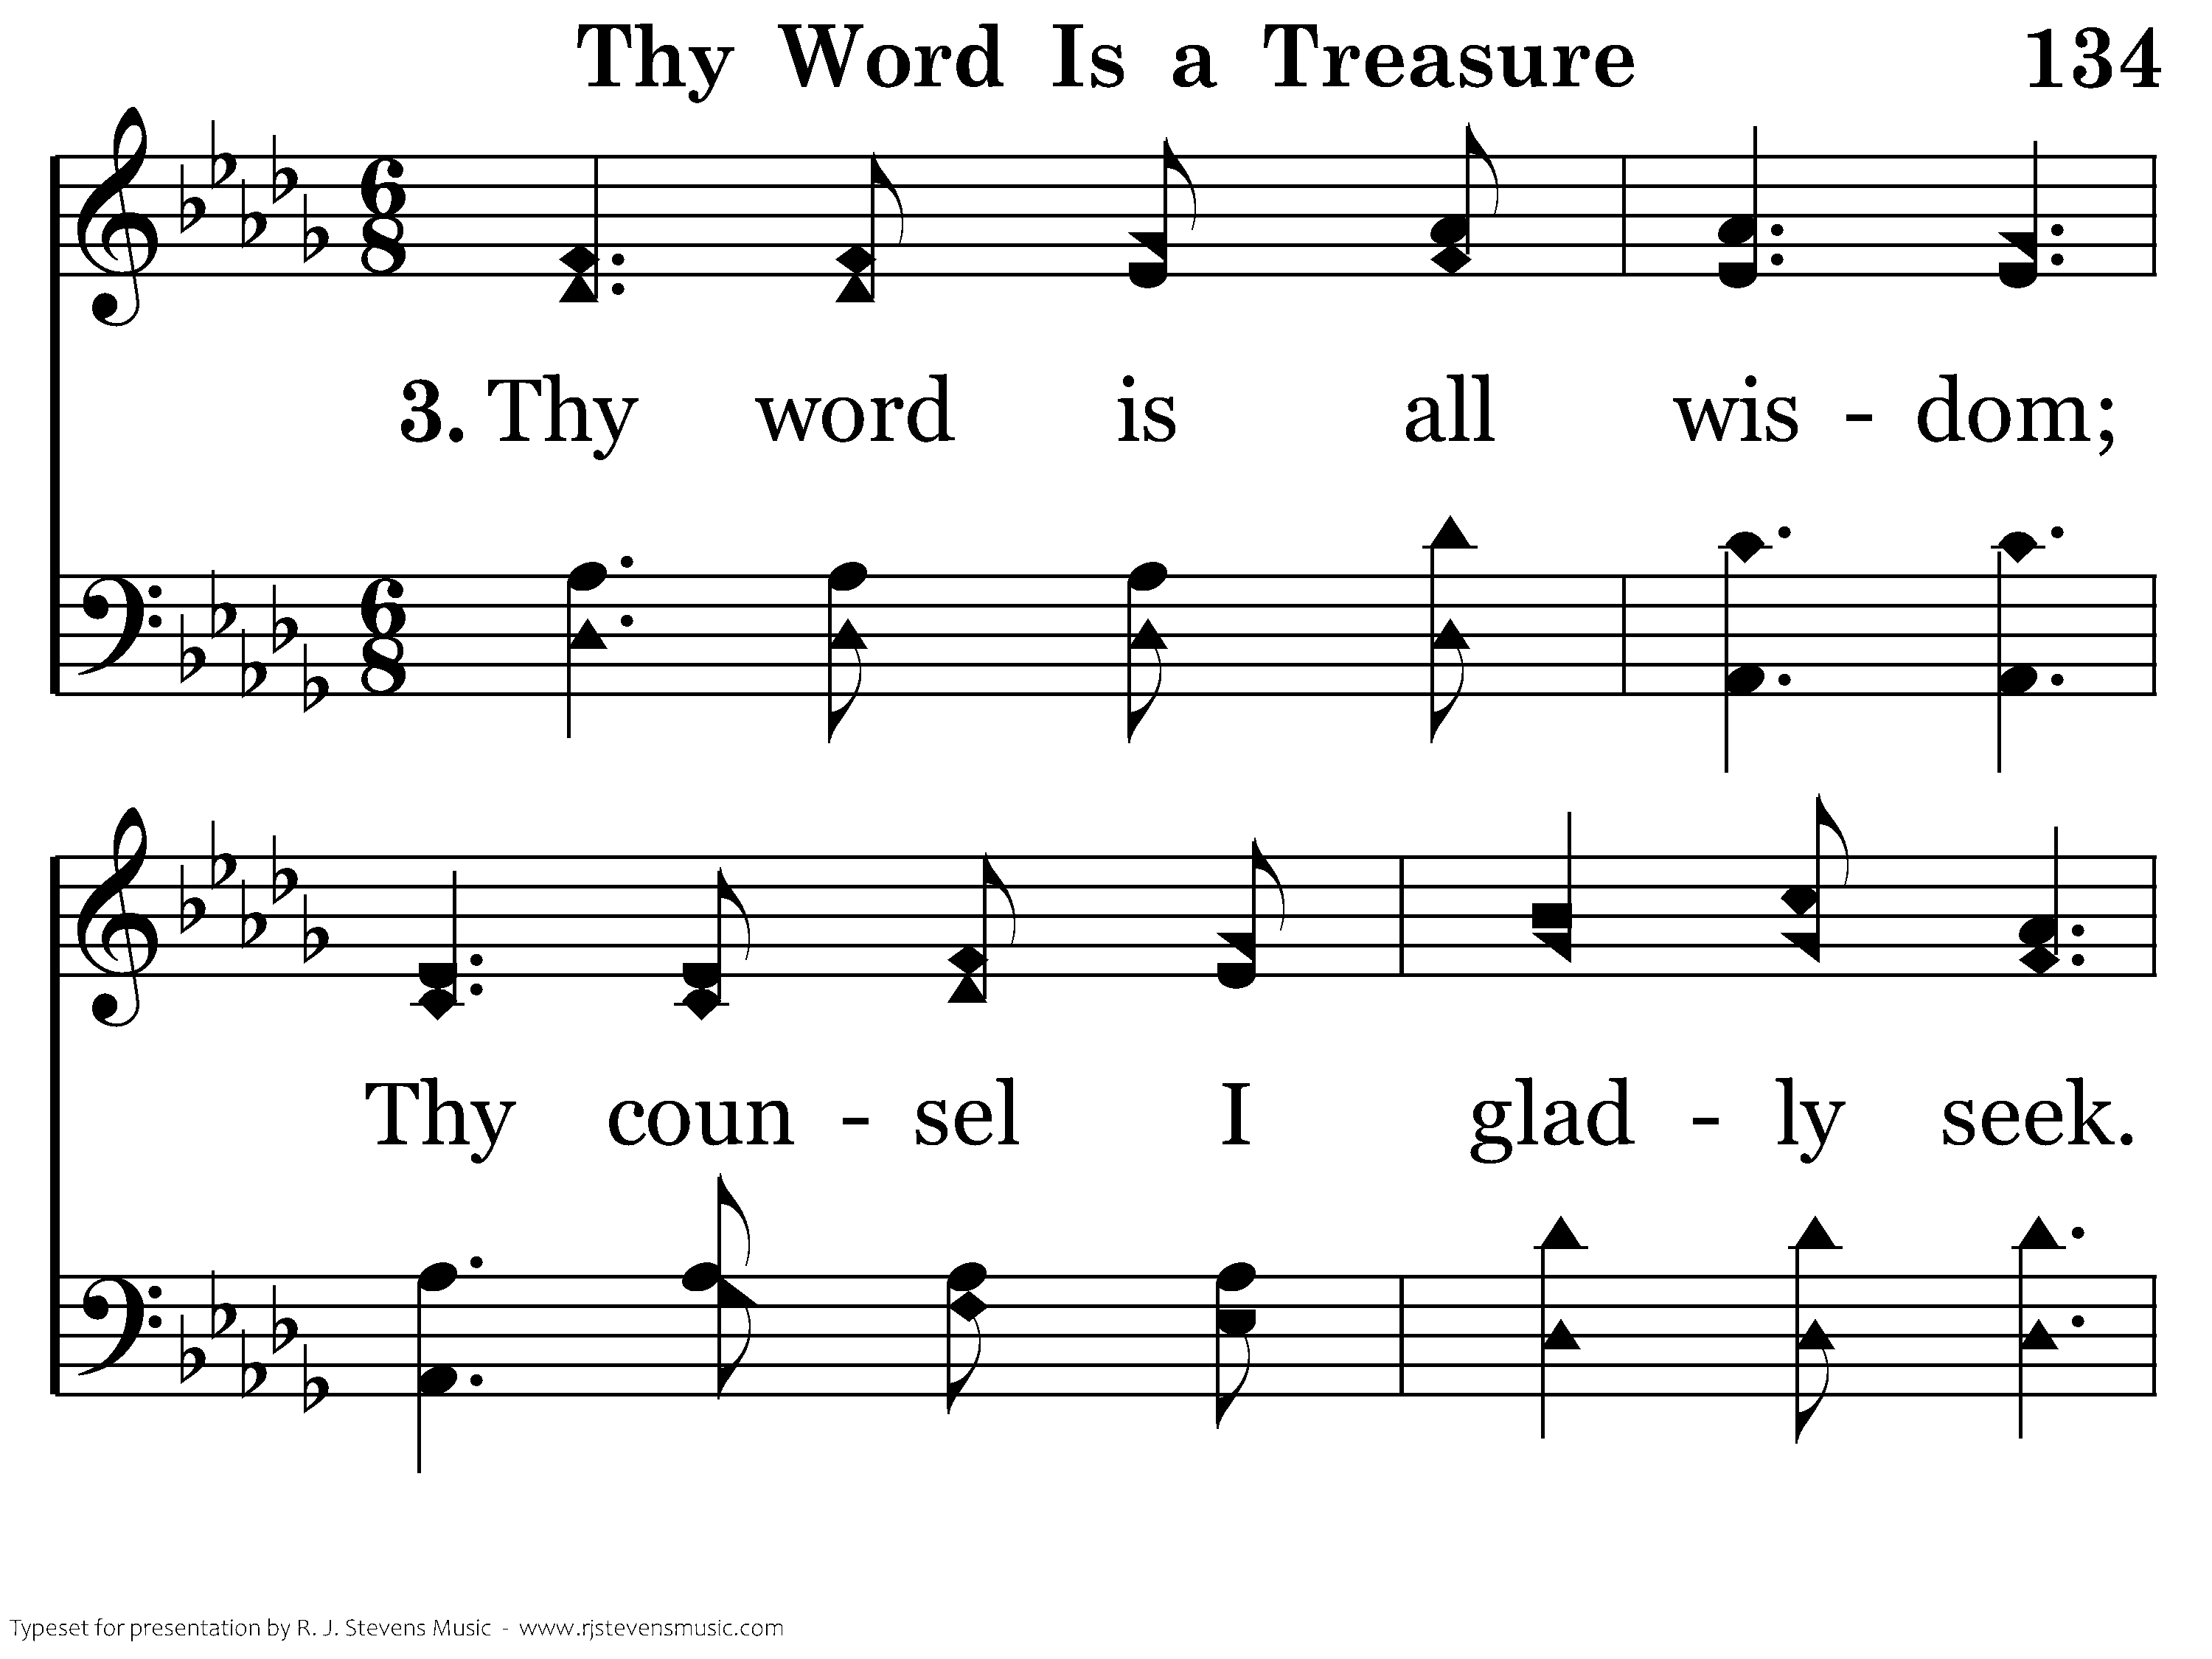 Thy Word Is a Treasure 134
3. Thy word is all wis - dom;
Thy coun - sel I glad - ly seek.
Typeset for presentation by R. J. Stevens Music - www.rjstevensmusic.com